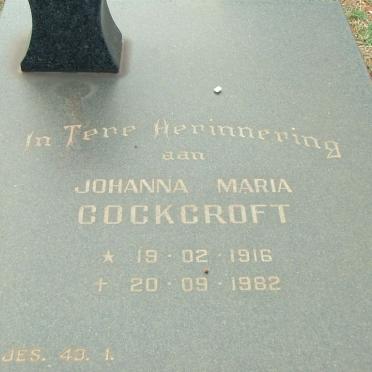 In Tere Herinnering
aan
JOHANNA MARIA
COCKCROFT
★ 19 · 02 · 1916
✝ 20 · 09 · 1982
JES. 43. 1.